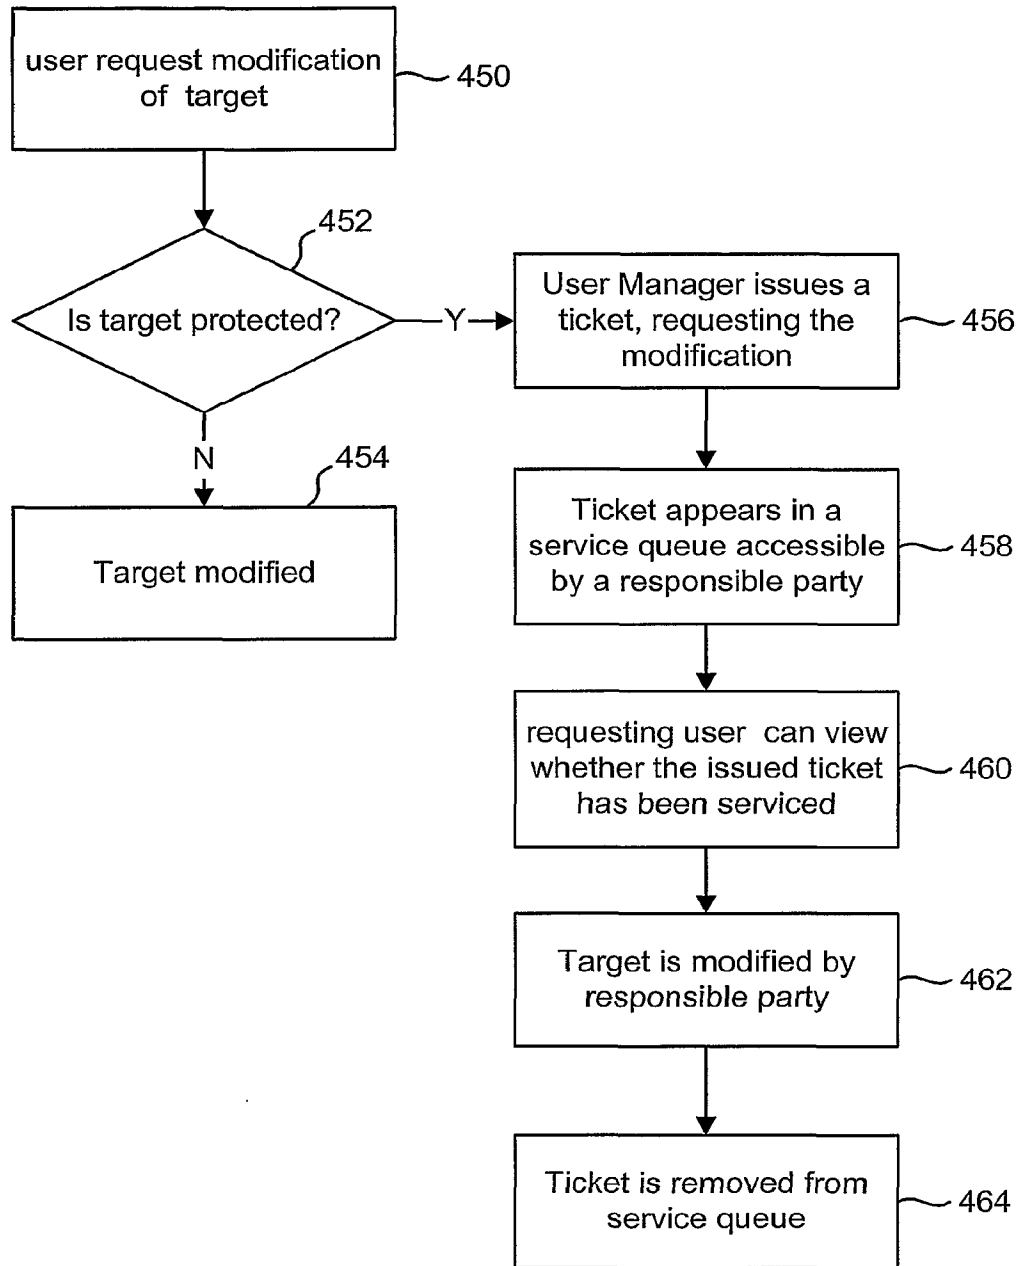 user request modification
of target
450
452
Is target protected?
Y
N
454
Target modified
User Manager issues a
ticket, requesting the
modification
456
Ticket appears in a
service queue accessible
by a responsible party
458
requesting user can view
whether the issued ticket
has been serviced
460
Target is modified by
responsible party
462
Ticket is removed from
service queue
464